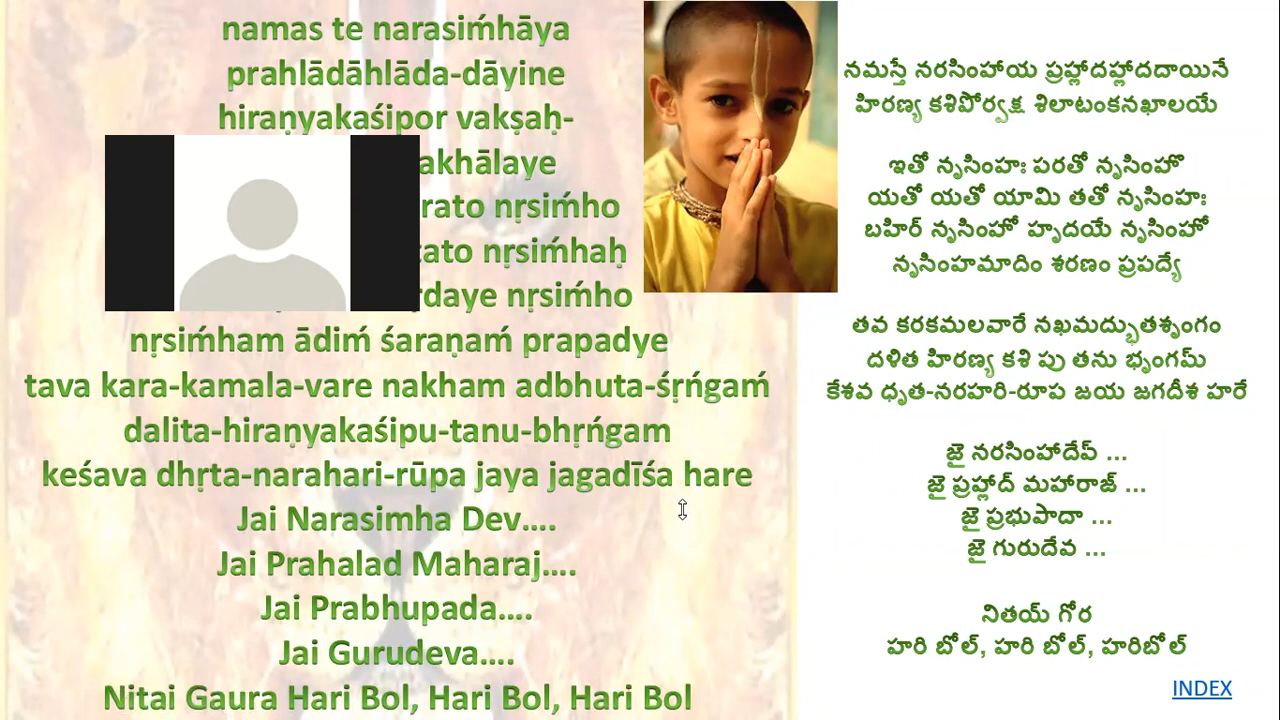 namas te narasiḿhāya
prahlādāhlāda-dāyine
hiraṇyakaśipor vakṣaḥ-
akhālaye
rato nṛsiḿho
tato nṛsiḿhaḥ
ṛdaye nṛsiḿho
nṛsiḿham ādiḿ śaraṇaḿ prapadye
tava kara-kamala-vare nakham adbhuta-śṛńgaḿ
dalita-hiraṇyakaśipu-tanu-bhṛńgam
keśava dhṛta-narahari-rūpa jaya jagadīśa hare
Jai Narasimha Dev....
Jai Prahalad Maharaj....
Jai Prabhupada....
Jai Gurudeva....
Nitai Gaura Hari Bol, Hari Bol, Hari Bol
నమస్తే నరసింహాయ ప్రహ్లాదహ్లాదదాయినే
హిరణ్య కశిపోర్వక్ష శిలాటంకనఖాలయే
ఇతో నృసింహః పరతో నృసింహొ
యతో యతో యామి తతో నృసింహః
బహిర్ నృసింహో హృదయే నృసింహో
నృసింహమాదిం శరణం ప్రపద్యే
తవ కరకమలవారే నఖమద్భుతశృంగం
దళిత హిరణ్య కశి పు తను భృంగమ్
కేశవ ధృత-నరహరి-రూప జయ జగదీశ హరే
జై నరసింహాదేవ్ ...
జై ప్రహ్లాద్ మహారాజ్ ...
జై ప్రభుపాదా ...
జై గురుదేవ ...
నితయ్ గోర
హరి బోల్, హరి బోల్, హరిబోల్
INDEX